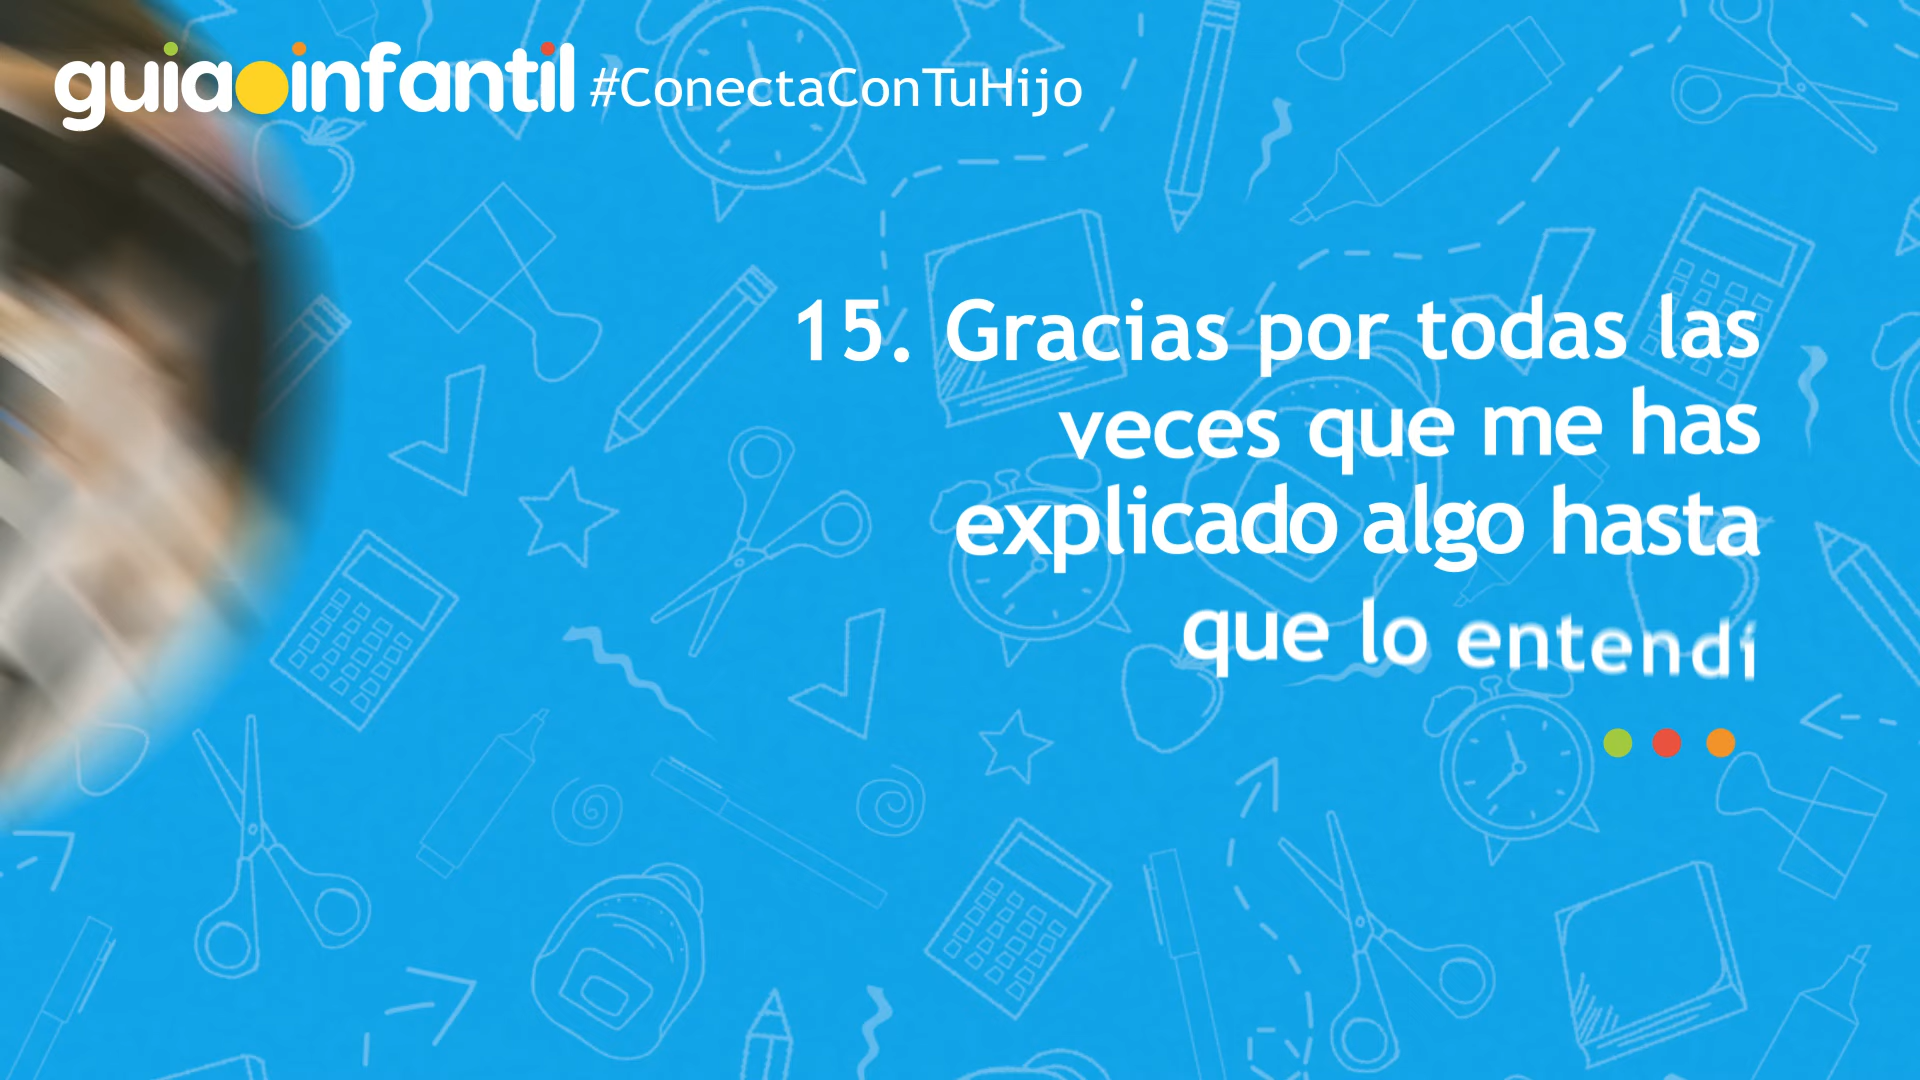 guiainfantil #ConectaConTuHijo
15. Gracias por todas las
veces que me has
explicado algo hasta
que lo entendí